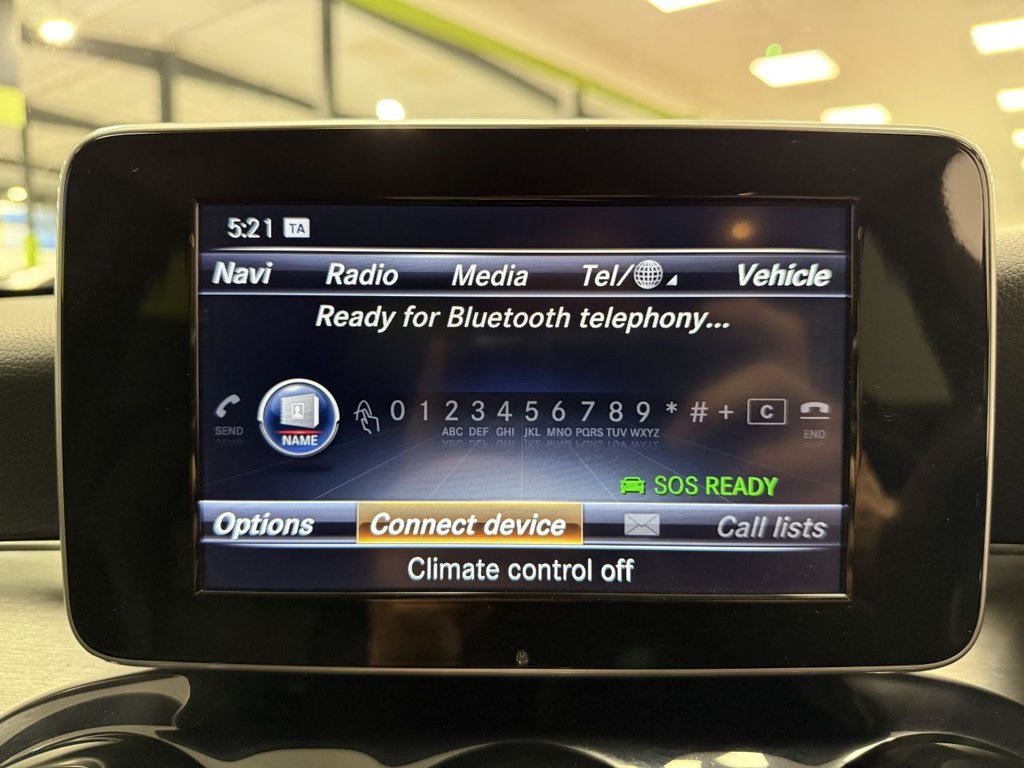 5:21 TA
Navi Radio Media Tel/ Vehicle
Ready for Bluetooth telephony...
0 1 2 3 4 5 6 7 8 9 * # + C
SEND NAME ABC DEF GHI JKL MNO PQRS TUV WXYZ END
SOS READY
Options Connect device Call lists
Climate control off